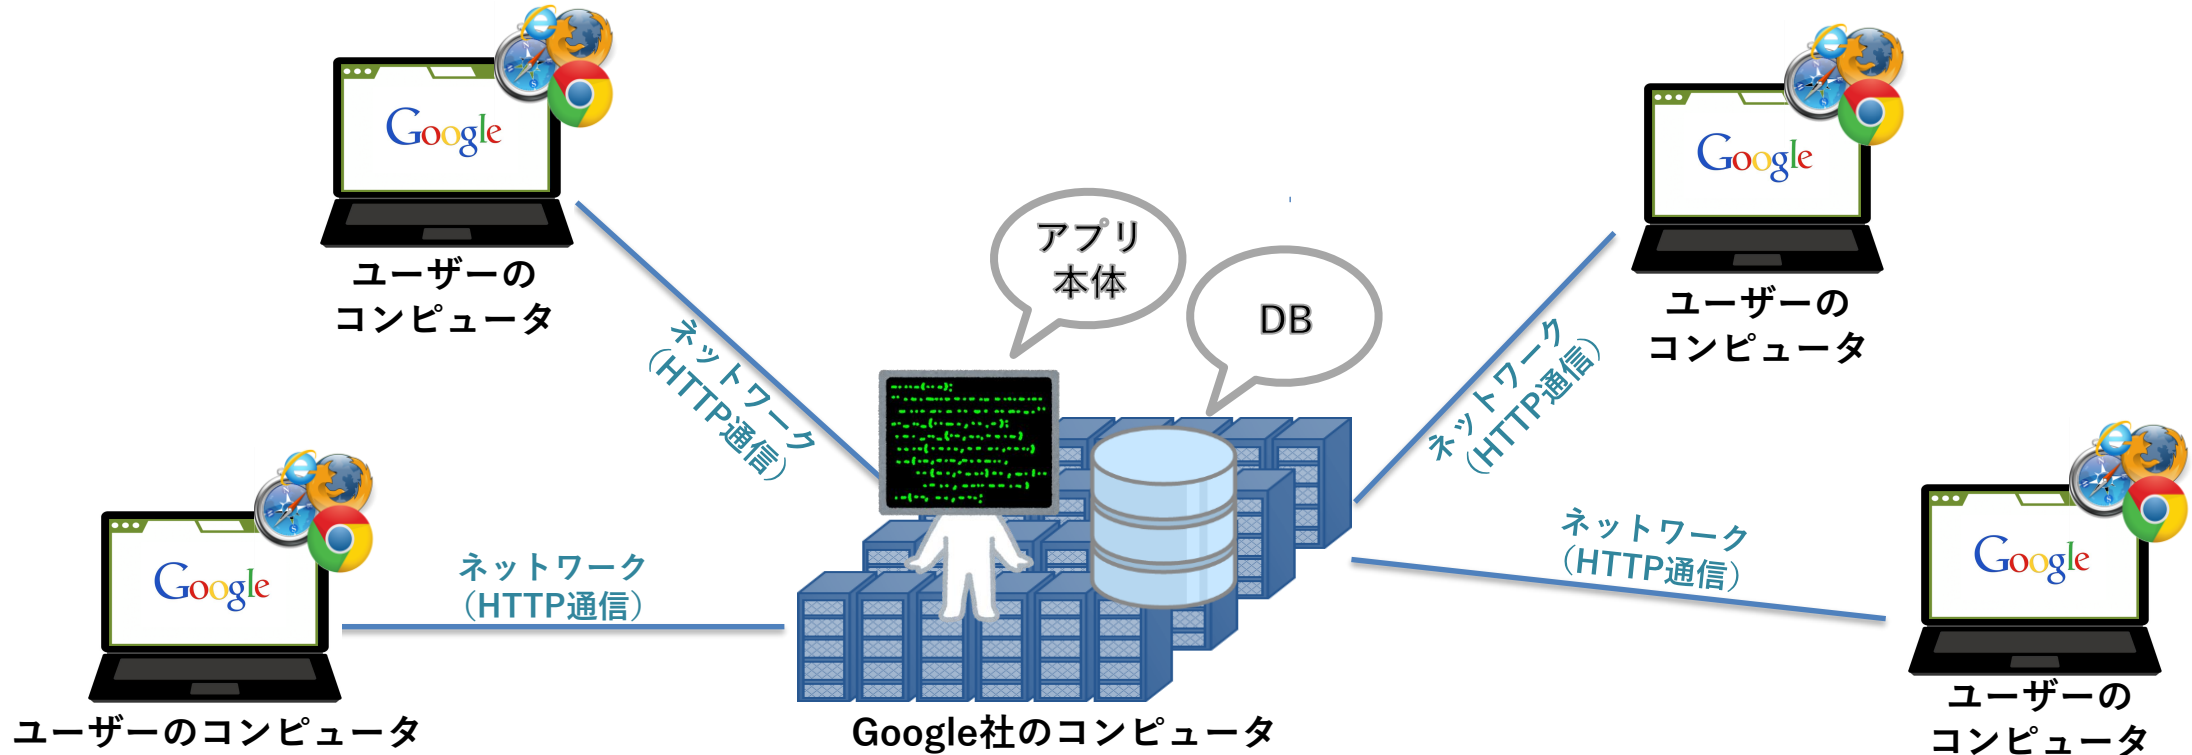 Google
ユーザーの
コンピュータ
Google
ユーザーの
コンピュータ
アプリ
本体
DB
ネットワーク
（HTTP通信）
ネットワーク
（HTTP通信）
Google
ユーザーのコンピュータ
ネットワーク
（HTTP通信）
Google社のコンピュータ
ネットワーク
（HTTP通信）
Google
ユーザーの
コンピュータ